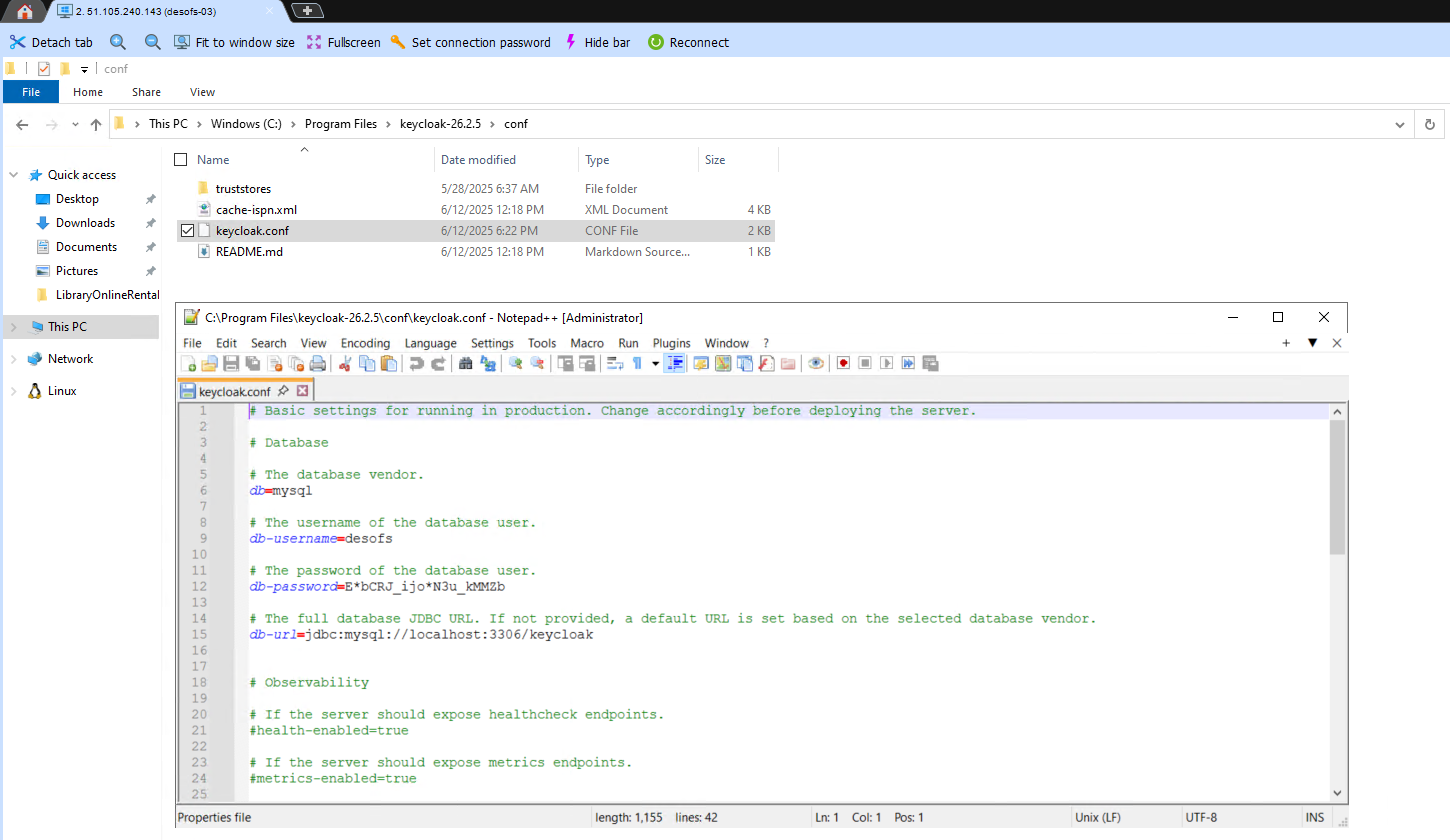 2. 51.105.240.143 (desofs-03)
Detach tab Fit to window size Fullscreen Set connection password Hide bar Reconnect
conf
File Home Share View
This PC Windows (C:) Program Files keycloak-26.2.5 conf
Name Date modified Type Size
Quick access
Desktop
Downloads
Documents
Pictures
LibraryOnlineRental
This PC
Network
Linux
truststores 5/28/2025 6:37 AM File folder
cache-ispn.xml 6/12/2025 12:18 PM XML Document 4 KB
keycloak.conf 6/12/2025 6:22 PM CONF File 2 KB
README.md 6/12/2025 12:18 PM Markdown Source... 1 KB
C:\Program Files\keycloak-26.2.5\conf\keycloak.conf - Notepad++ [Administrator]
File Edit Search View Encoding Language Settings Tools Macro Run Plugins Window ?
keycloak.conf
1 # Basic settings for running in production. Change accordingly before deploying the server.
2
3 # Database
4
5 # The database vendor.
6 db=mysql
7
8 # The username of the database user.
9 db-username=desofs
10
11 # The password of the database user.
12 db-password=E*bCRJ_ijo*N3u_kMMZb
13
14 # The full database JDBC URL. If not provided, a default URL is set based on the selected database vendor.
15 db-url=jdbc:mysql://localhost:3306/keycloak
16
17
18 # Observability
19
20 # If the server should expose healthcheck endpoints.
21 #health-enabled=true
22
23 # If the server should expose metrics endpoints.
24 #metrics-enabled=true
25
Properties file length: 1,155 lines: 42 Ln: 1 Col: 1 Pos: 1 Unix (LF) UTF-8 INS